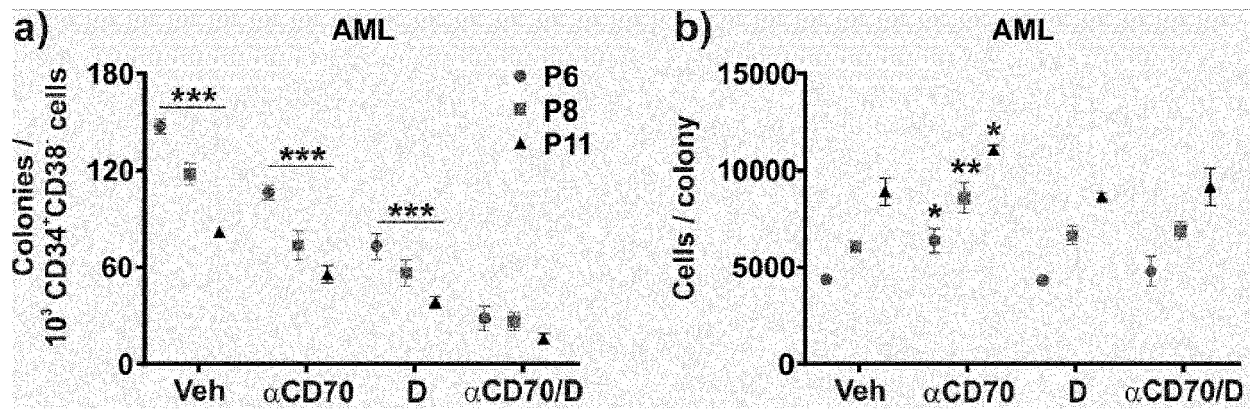 a)
AML
Colonies /
10³ CD34⁺CD38⁻ cells
180
120
60
0
***
***
***
P6
P8
P11
Veh
αCD70
D
αCD70/D
b)
AML
Cells / colony
15000
10000
5000
0
*
**
*
Veh
αCD70
D
αCD70/D